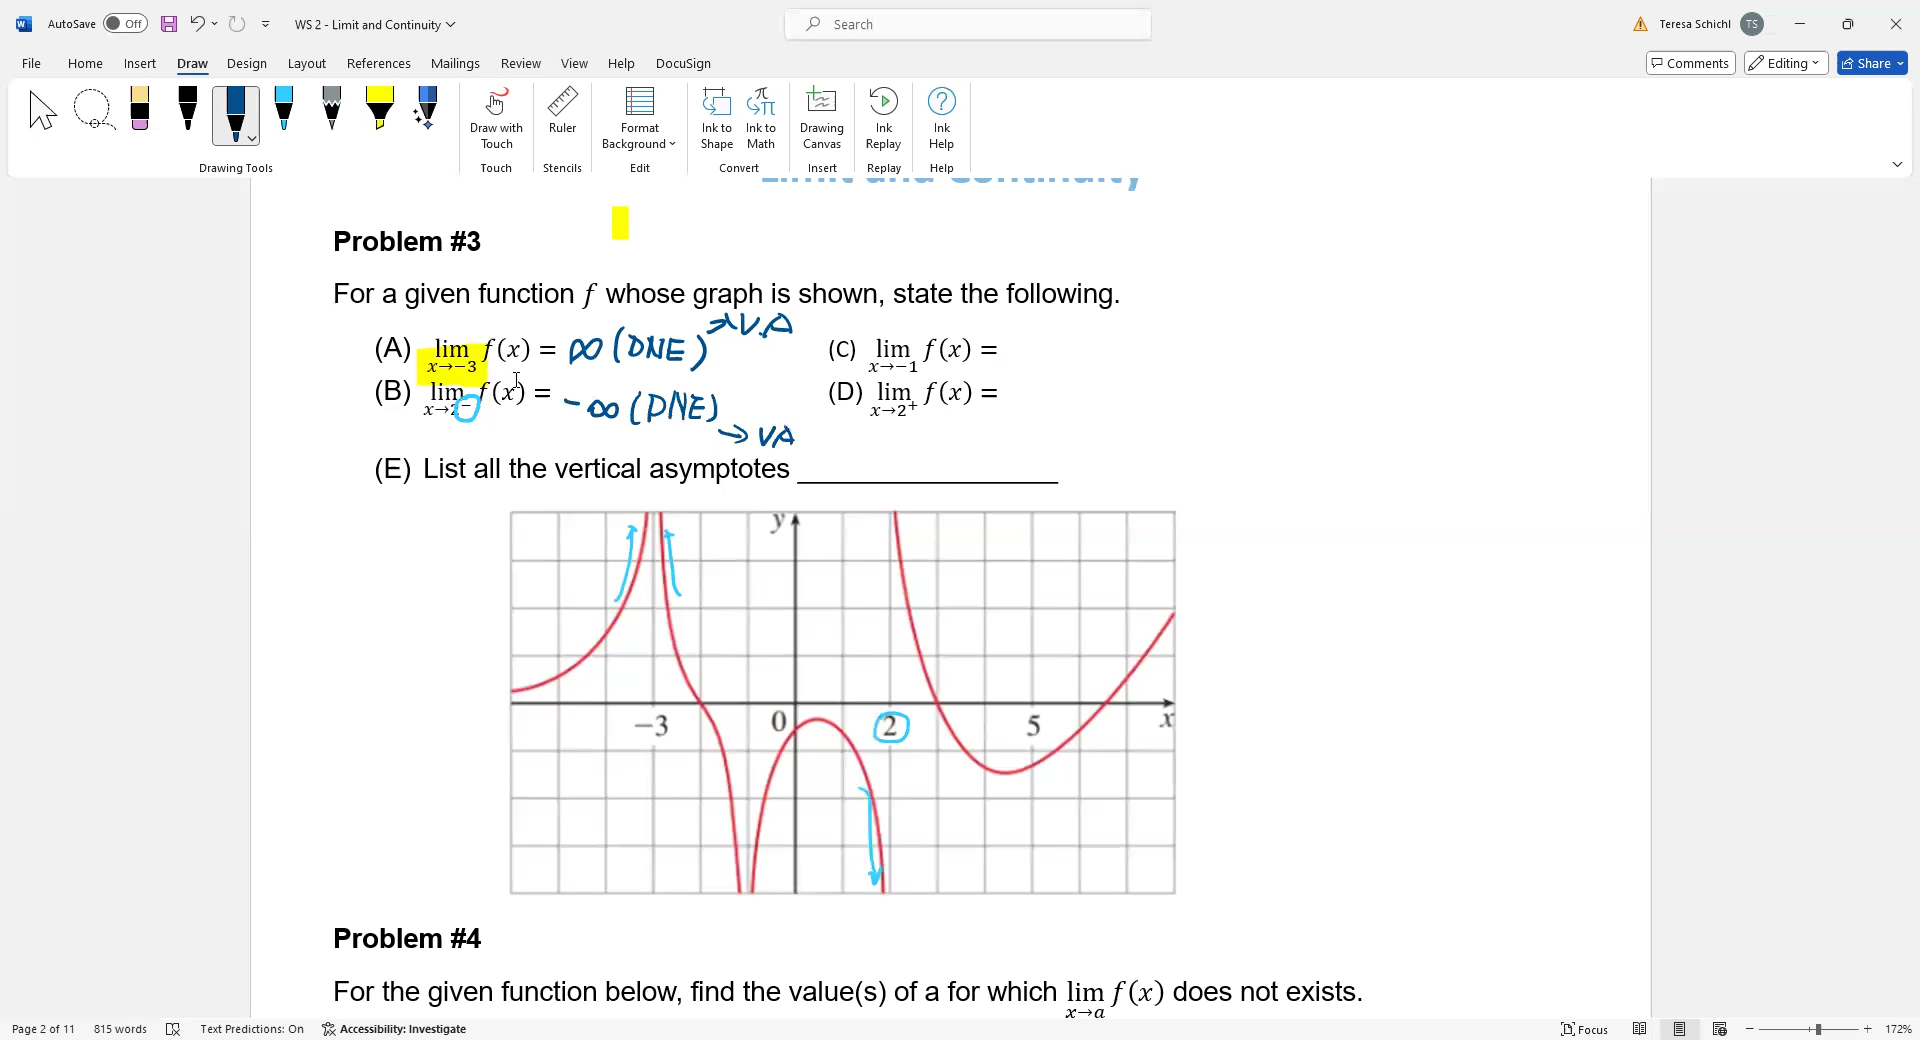 AutoSave Off WS 2 - Limit and Continuity Search Teresa Schichl TS
File Home Insert Draw Design Layout References Mailings Review View Help DocuSign Comments Editing Share
Draw with Touch Ruler Format Background Ink to Shape Ink to Math Drawing Canvas Ink Replay Ink Help
Drawing Tools Touch Stencils Edit Convert Insert Replay Help
Limit and Continuity
Problem #3
For a given function f whose graph is shown, state the following.
(A) lim x→−3 f(x) = ∞ (DNE) → V.A
(B) lim x→2⁻ f(x) = −∞ (DNE) → VA
(C) lim x→−1 f(x) =
(D) lim x→2⁺ f(x) =
(E) List all the vertical asymptotes
y
−3 0 2 5 x
Problem #4
For the given function below, find the value(s) of a for which lim x→a f(x) does not exists.
Page 2 of 11 815 words Text Predictions: On Accessibility: Investigate Focus 172%